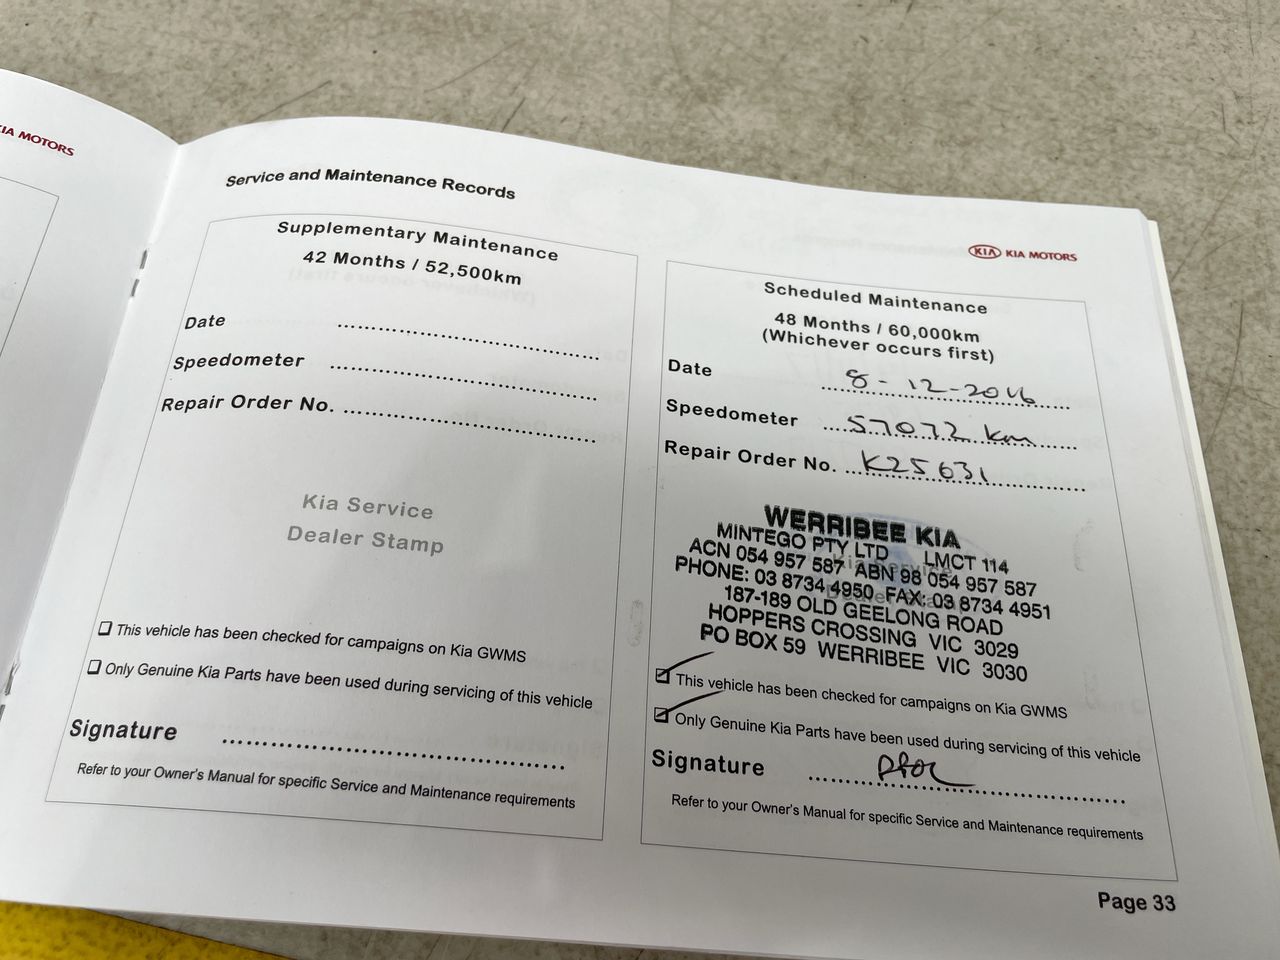 KIA MOTORS
Service and Maintenance Records
Supplementary Maintenance
42 Months / 52,500km
Date
Speedometer
Repair Order No.
Kia Service
Dealer Stamp
❑ This vehicle has been checked for campaigns on Kia GWMS
❑ Only Genuine Kia Parts have been used during servicing of this vehicle
Signature
Refer to your Owner's Manual for specific Service and Maintenance requirements
KIA KIA MOTORS
Scheduled Maintenance
48 Months / 60,000km
(Whichever occurs first)
Date 8-12-2016
Speedometer 57072 km
Repair Order No. K25631
WERRIBEE KIA
MINTEGO PTY LTD LMCT 114
ACN 054 957 587 ABN 98 054 957 587
PHONE: 03 8734 4950 FAX: 03 8734 4951
187-189 OLD GEELONG ROAD
HOPPERS CROSSING VIC 3029
PO BOX 59 WERRIBEE VIC 3030
This vehicle has been checked for campaigns on Kia GWMS
Only Genuine Kia Parts have been used during servicing of this vehicle
Signature
Refer to your Owner's Manual for specific Service and Maintenance requirements
Page 33